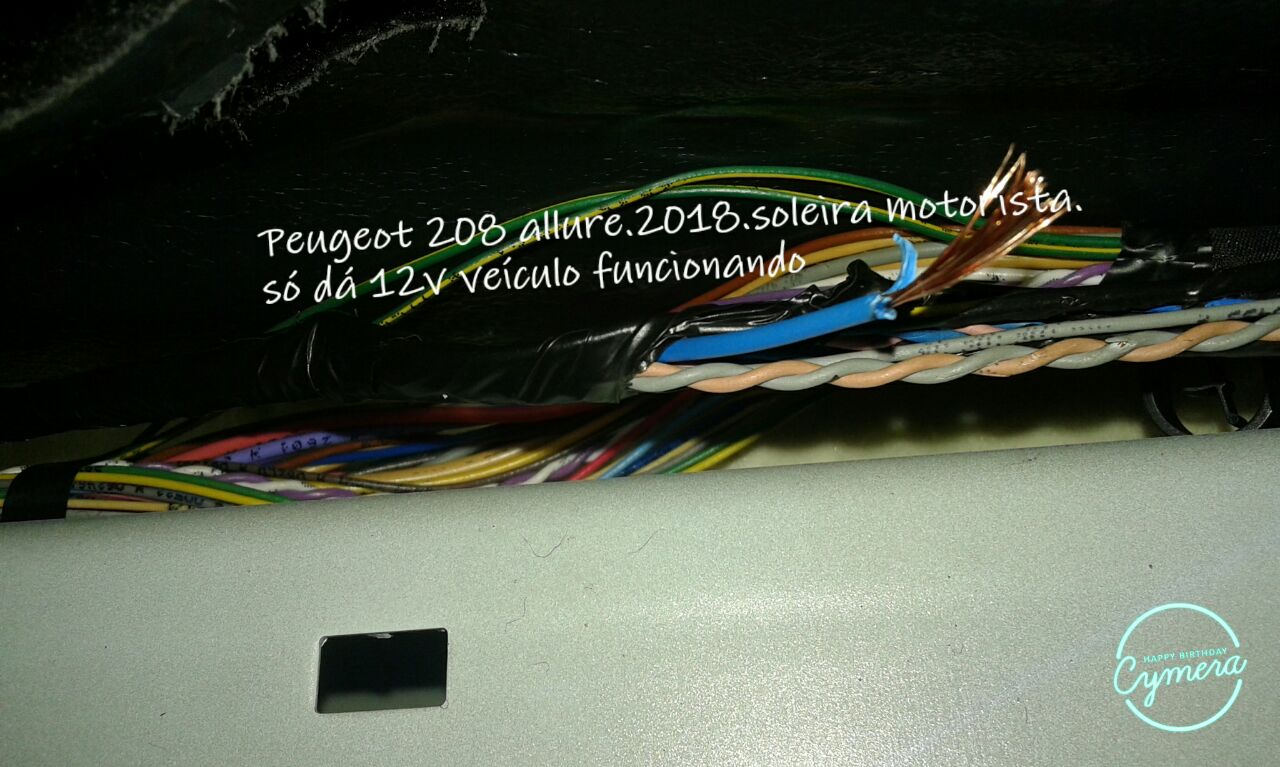 Peugeot 208 allure.2018.soleira motorista.
só dá 12v veículo funcionando
HAPPY BIRTHDAY
Cymera